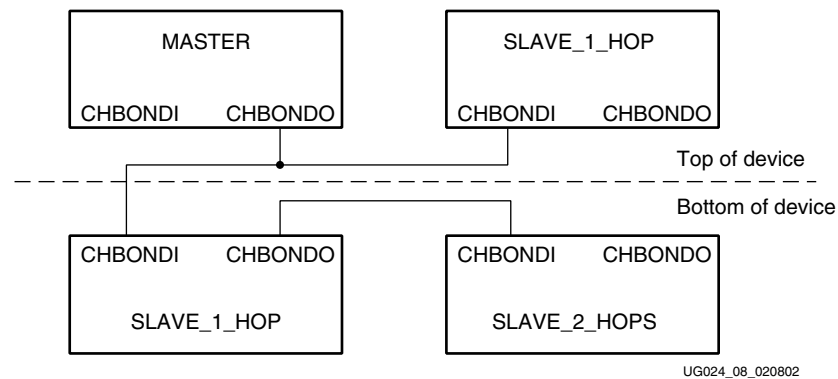 MASTER
SLAVE_1_HOP
CHBONDI CHBONDO
CHBONDI CHBONDO
Top of device
Bottom of device
CHBONDI CHBONDO
CHBONDI CHBONDO
SLAVE_1_HOP
SLAVE_2_HOPS
UG024_08_020802